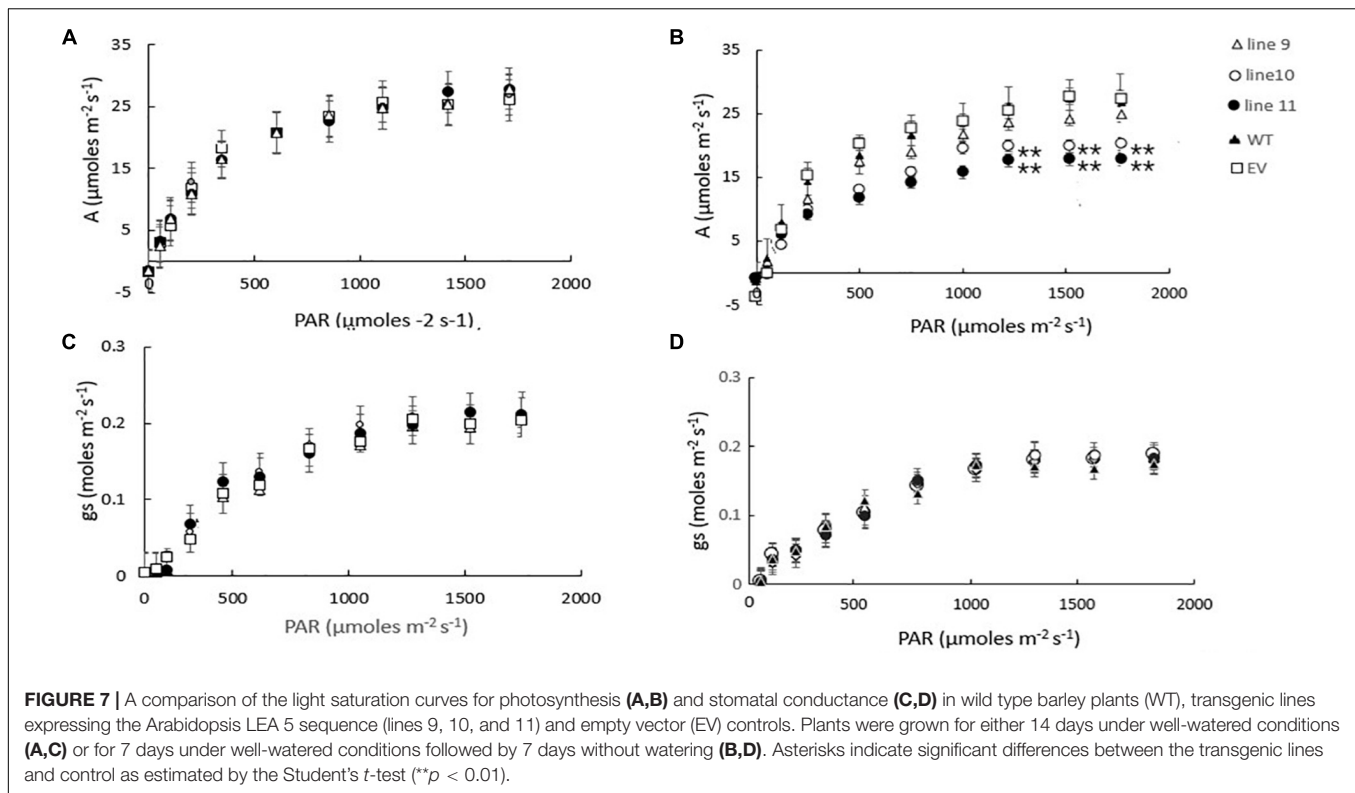 A
35
25
15
5
-5
A (µmoles m⁻² s⁻¹)
0 500 1000 1500 2000
PAR (µmoles -2 s-1)
B
35
25
15
5
-5
A (µmoles m⁻² s⁻¹)
** ** **
** ** **
500 1000 1500 2000
PAR (µmoles m⁻² s⁻¹)
line 9
line10
line 11
WT
EV
C
0.3
0.2
0.1
0
gs (moles m⁻² s⁻¹)
0 500 1000 1500 2000
PAR (µmoles m⁻² s⁻¹)
D
0.3
0.2
0.1
0
gs (moles m⁻² s⁻¹)
0 500 1000 1500 2000
PAR (µmoles m⁻² s⁻¹)
FIGURE 7 | A comparison of the light saturation curves for photosynthesis (A,B) and stomatal conductance (C,D) in wild type barley plants (WT), transgenic lines
expressing the Arabidopsis LEA 5 sequence (lines 9, 10, and 11) and empty vector (EV) controls. Plants were grown for either 14 days under well-watered conditions
(A,C) or for 7 days under well-watered conditions followed by 7 days without watering (B,D). Asterisks indicate significant differences between the transgenic lines
and control as estimated by the Student's t-test (**p < 0.01).